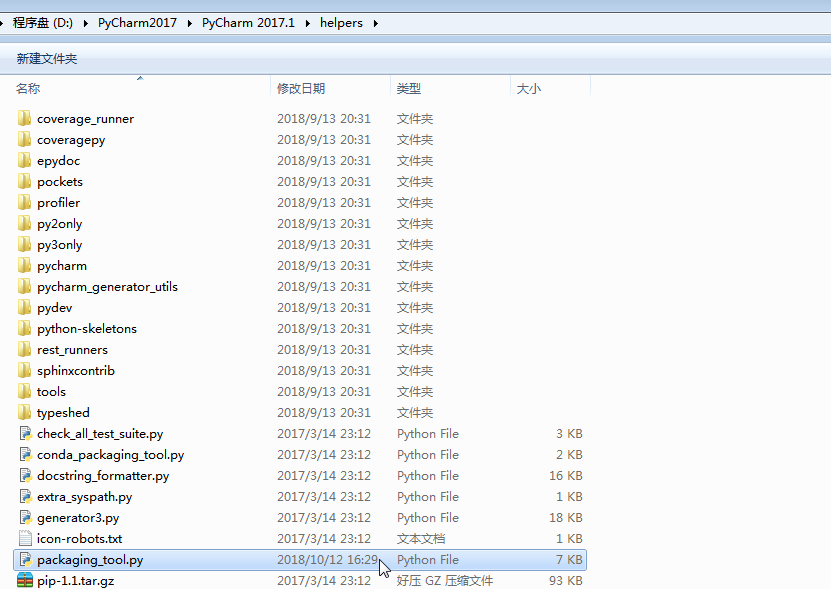 程序盘 (D:) PyCharm2017 PyCharm 2017.1 helpers
新建文件夹
名称 修改日期 类型 大小
coverage_runner 2018/9/13 20:31 文件夹
coveragepy 2018/9/13 20:31 文件夹
epydoc 2018/9/13 20:31 文件夹
pockets 2018/9/13 20:31 文件夹
profiler 2018/9/13 20:31 文件夹
py2only 2018/9/13 20:31 文件夹
py3only 2018/9/13 20:31 文件夹
pycharm 2018/9/13 20:31 文件夹
pycharm_generator_utils 2018/9/13 20:31 文件夹
pydev 2018/9/13 20:31 文件夹
python-skeletons 2018/9/13 20:31 文件夹
rest_runners 2018/9/13 20:31 文件夹
sphinxcontrib 2018/9/13 20:31 文件夹
tools 2018/9/13 20:31 文件夹
typeshed 2018/9/13 20:31 文件夹
check_all_test_suite.py 2017/3/14 23:12 Python File 3 KB
conda_packaging_tool.py 2017/3/14 23:12 Python File 2 KB
docstring_formatter.py 2017/3/14 23:12 Python File 16 KB
extra_syspath.py 2017/3/14 23:12 Python File 1 KB
generator3.py 2017/3/14 23:12 Python File 18 KB
icon-robots.txt 2017/3/14 23:12 文本文档 1 KB
packaging_tool.py 2018/10/12 16:29 Python File 7 KB
pip-1.1.tar.gz 2017/3/14 23:12 好压 GZ 压缩文件 93 KB